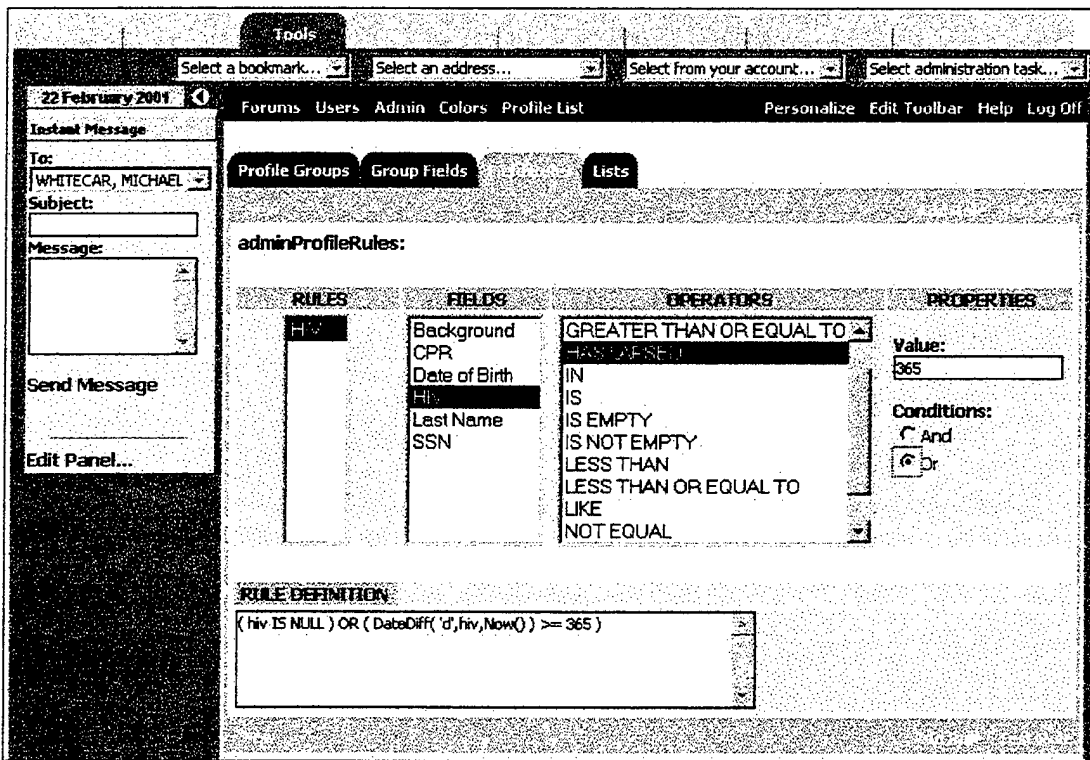 Tools
Select a bookmark... Select an address... Select from your account... Select administration task...
22 February 2001
Forums Users Admin Colors Profile List Personalize Edit Toolbar Help Log Off
Instant Message
To:
WHITECAR, MICHAEL
Subject:
Message:
Send Message
Edit Panel...
Profile Groups Group Fields Lists
adminProfileRules:
RULES FIELDS OPERATORS PROPERTIES
HIV
Background
CPR
Date of Birth
HIV
Last Name
SSN
GREATER THAN OR EQUAL TO
HAS LAPSED
IN
IS
IS EMPTY
IS NOT EMPTY
LESS THAN
LESS THAN OR EQUAL TO
LIKE
NOT EQUAL
Value:
365
Conditions:
And
Or
RULE DEFINITION
( hiv IS NULL ) OR ( DateDiff( 'd',hiv,Now() ) >= 365 )